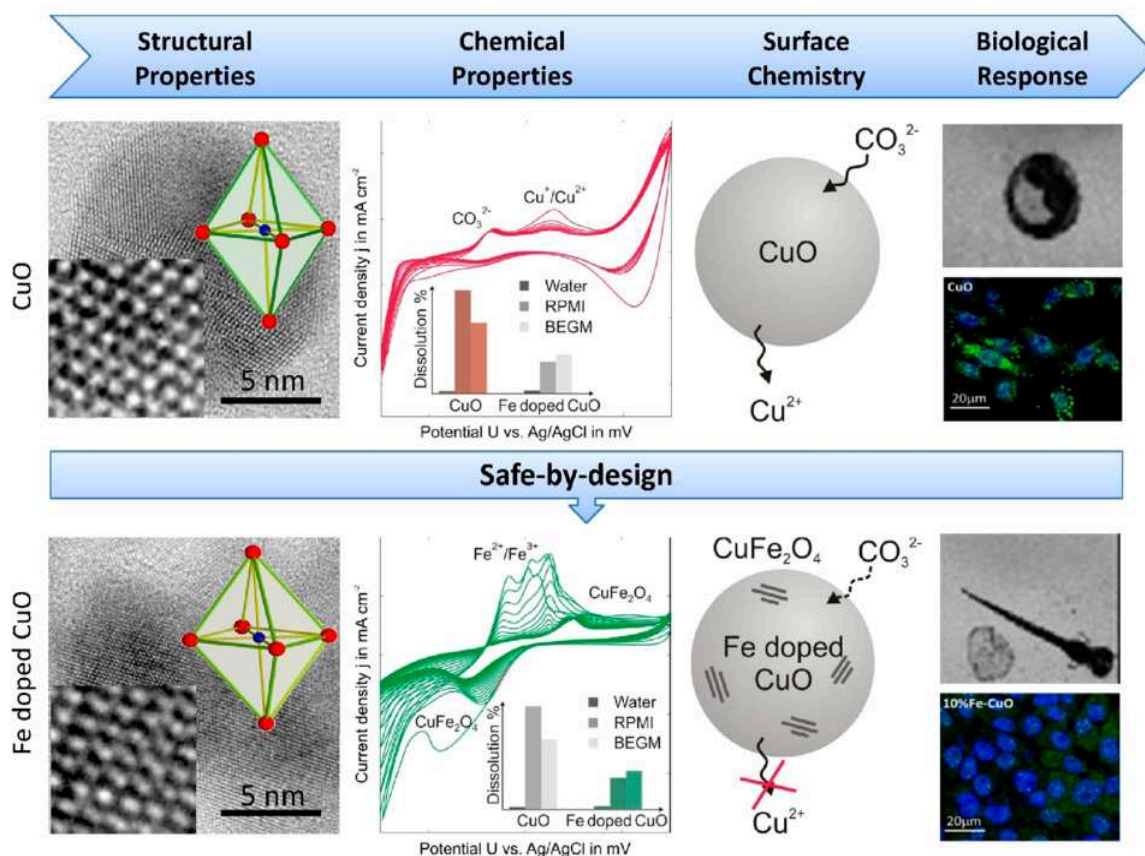 Structural
Properties
Chemical
Properties
Surface
Chemistry
Biological
Response
CuO
5 nm
Current density j in mA cm⁻²
CO₃²⁻
Cu⁺/Cu²⁺
Dissolution %
Water
RPMI
BEGM
CuO
Fe doped CuO
Potential U vs. Ag/AgCl in mV
CO₃²⁻
CuO
Cu²⁺
CuO
20µm
Safe-by-design
Fe doped CuO
5 nm
Current density j in mA cm⁻²
Fe²⁺/Fe³⁺
CuFe₂O₄
CuFe₂O₄
Dissolution %
Water
RPMI
BEGM
CuO
Fe doped CuO
Potential U vs. Ag/AgCl in mV
CuFe₂O₄
CO₃²⁻
Fe doped
CuO
Cu²⁺
10%Fe-CuO
20µm